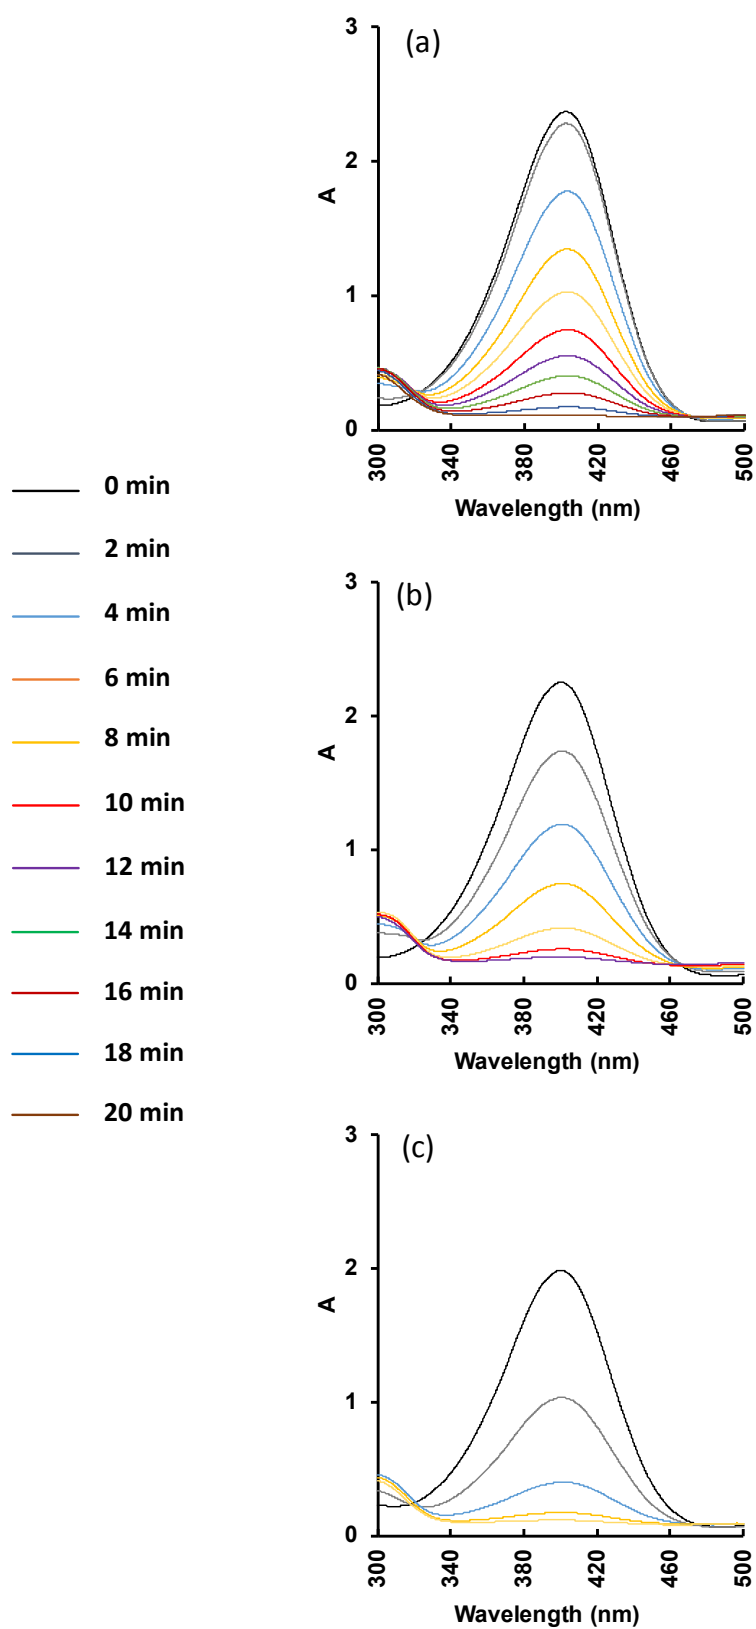 (a)
3
2
1
0
A
300
340
380
420
460
500
Wavelength (nm)
0 min
2 min
4 min
6 min
8 min
10 min
12 min
14 min
16 min
18 min
20 min
(b)
3
2
1
0
A
300
340
380
420
460
500
Wavelength (nm)
(c)
3
2
1
0
A
300
340
380
420
460
500
Wavelength (nm)